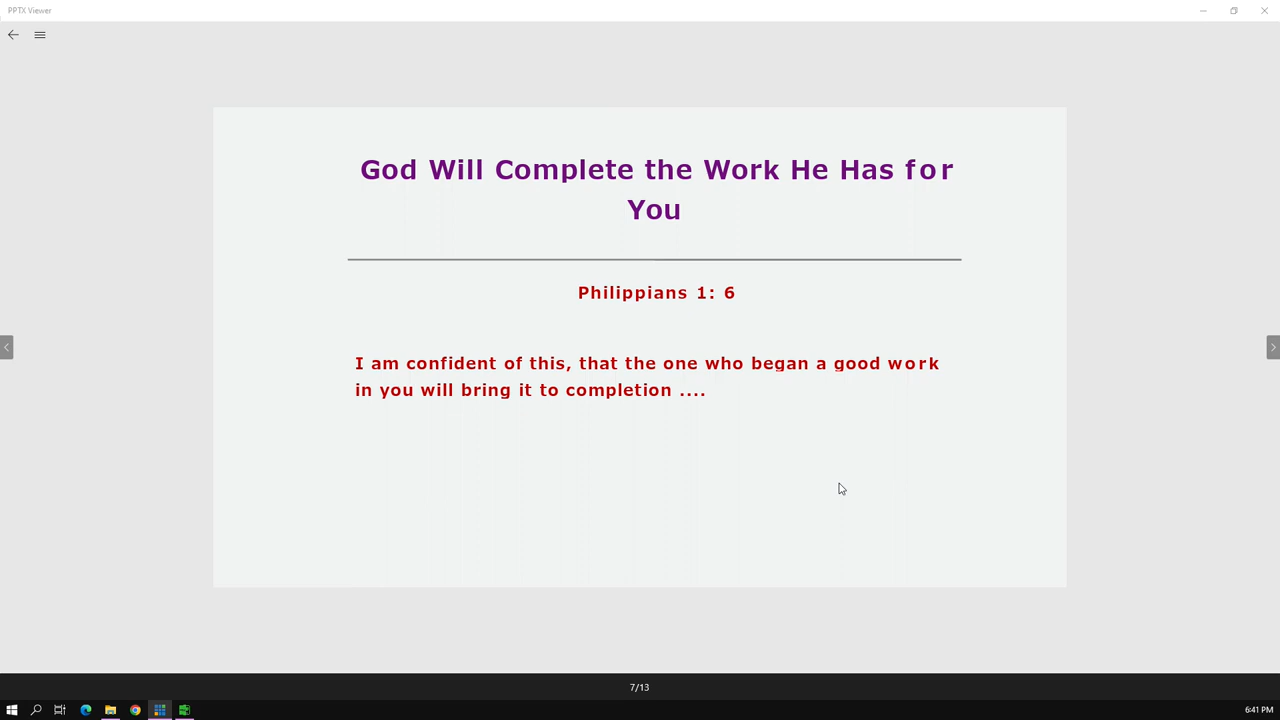 PPTX Viewer
God Will Complete the Work He Has for
You
Philippians 1: 6
I am confident of this, that the one who began a good work
in you will bring it to completion ....
7/13
6:41 PM